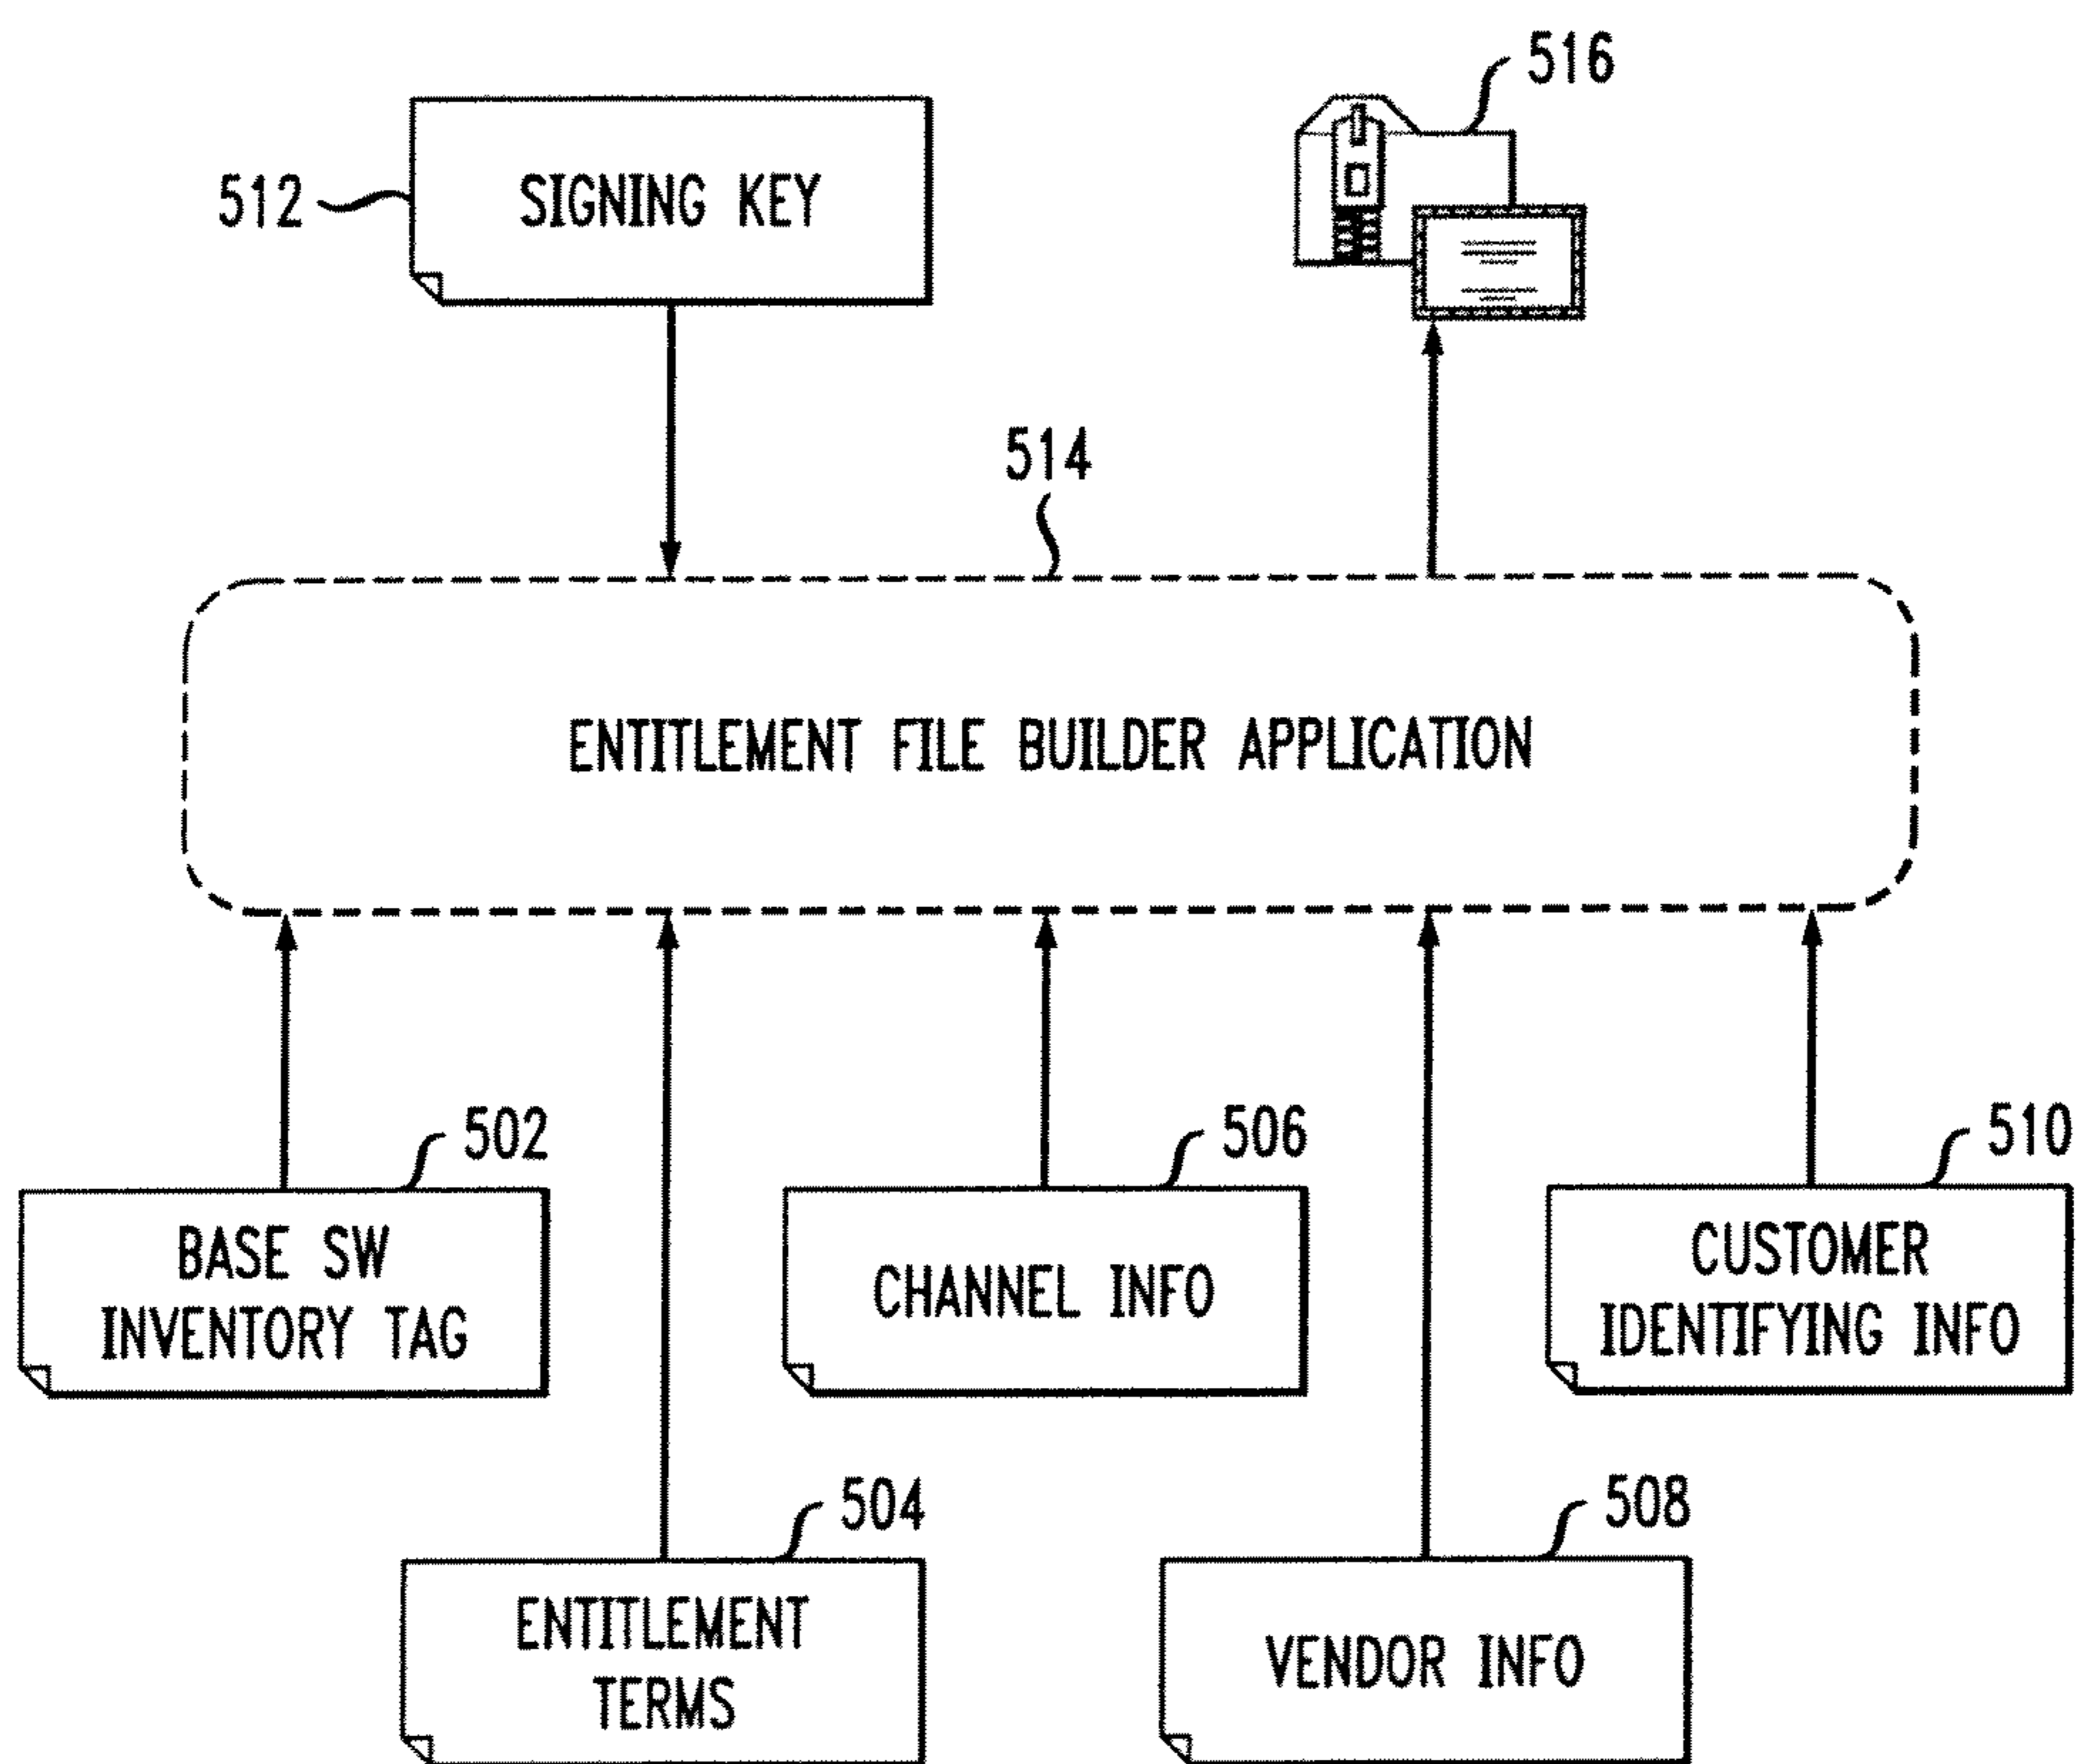 516
512
SIGNING KEY
514
ENTITLEMENT FILE BUILDER APPLICATION
502
506
510
BASE SW
INVENTORY TAG
CHANNEL INFO
CUSTOMER
IDENTIFYING INFO
504
508
ENTITLEMENT
TERMS
VENDOR INFO